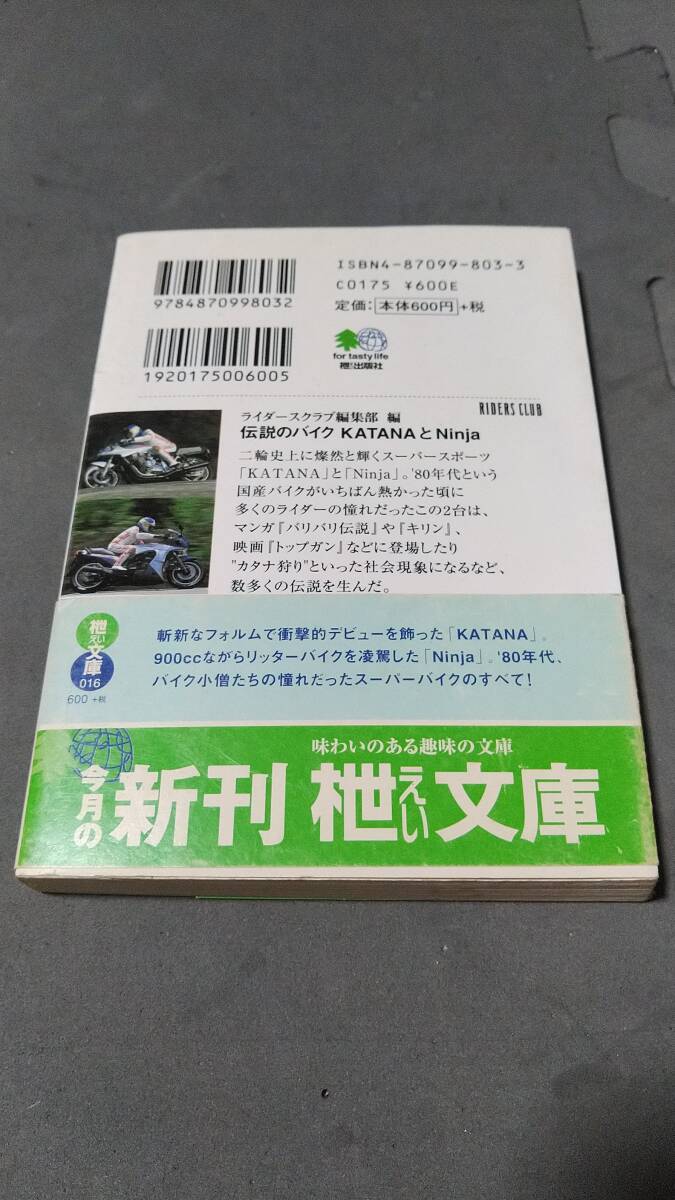 9784870998032
ISBN4-87099-803-3
C0175 ¥600E
定価：本体600円+税
1920175006005
for tasty life
枻出版社
RIDERS CLUB
ライダースクラブ編集部 編
伝説のバイク KATANAとNinja
二輪史上に燦然と輝くスーパースポーツ
「KATANA」と「Ninja」。'80年代という
国産バイクがいちばん熱かった頃に
多くのライダーの憧れだったこの2台は、
マンガ『バリバリ伝説』や『キリン』、
映画『トップガン』などに登場したり
"カタナ狩り"といった社会現象になるなど、
数多くの伝説を生んだ。
枻えい文庫
016
600 +税
斬新なフォルムで衝撃的デビューを飾った「KATANA」。
900ccながらリッターバイクを凌駕した「Ninja」。'80年代、
バイク小僧たちの憧れだったスーパーバイクのすべて！
味わいのある趣味の文庫
今月の新刊 枻えい文庫